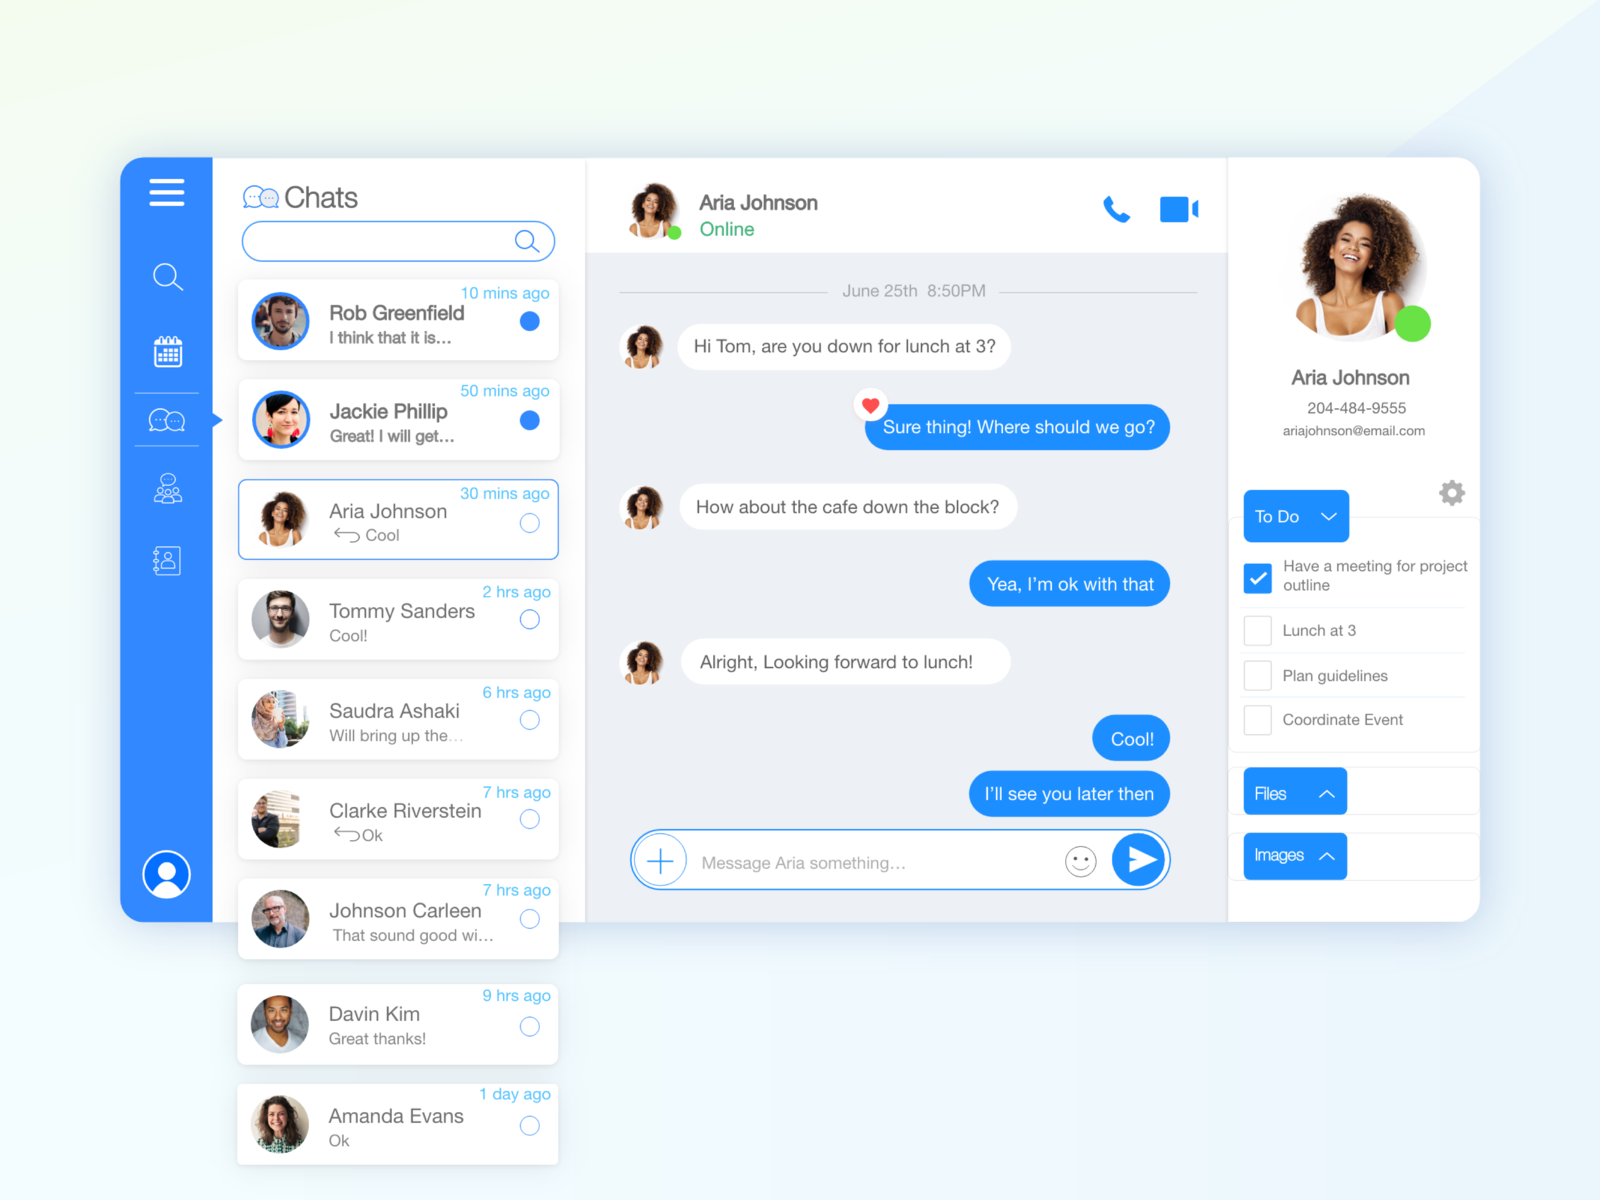 Chats
10 mins ago
Rob Greenfield
I think that it is...
50 mins ago
Jackie Phillip
Great! I will get...
30 mins ago
Aria Johnson
Cool
2 hrs ago
Tommy Sanders
Cool!
6 hrs ago
Saudra Ashaki
Will bring up the...
7 hrs ago
Clarke Riverstein
Ok
7 hrs ago
Johnson Carleen
That sound good wi...
9 hrs ago
Davin Kim
Great thanks!
1 day ago
Amanda Evans
Ok
Aria Johnson
Online
June 25th 8:50PM
Hi Tom, are you down for lunch at 3?
Sure thing! Where should we go?
How about the cafe down the block?
Yea, I'm ok with that
Alright, Looking forward to lunch!
Cool!
I'll see you later then
Message Aria something...
Aria Johnson
204-484-9555
ariajohnson@email.com
To Do
Have a meeting for project
outline
Lunch at 3
Plan guidelines
Coordinate Event
Files
Images